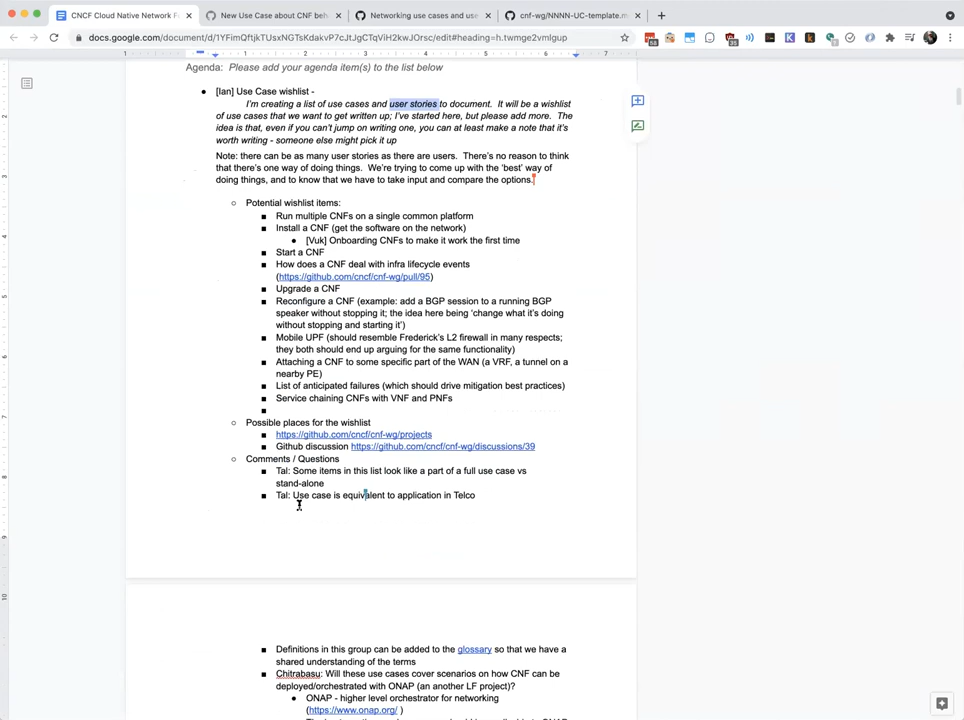 CNCF Cloud Native Network F
New Use Case about CNF beh
Networking use cases and use
cnf-wg/NNNN-UC-template.m
docs.google.com/document/d/1YFimQftjkTUsxNGTsKdakvP7cJtJgCTqViH2kwJOrsc/edit#heading=h.twmge2vmlgup
Agenda: Please add your agenda item(s) to the list below
[Ian] Use Case wishlist -
I'm creating a list of use cases and user stories to document. It will be a wishlist
of use cases that we want to get written up; I've started here, but please add more. The
idea is that, even if you can't jump on writing one, you can at least make a note that it's
worth writing - someone else might pick it up
Note: there can be as many user stories as there are users. There's no reason to think
that there's one way of doing things. We're trying to come up with the 'best' way of
doing things, and to know that we have to take input and compare the options.
Potential wishlist items:
Run multiple CNFs on a single common platform
Install a CNF (get the software on the network)
[Vuk] Onboarding CNFs to make it work the first time
Start a CNF
How does a CNF deal with infra lifecycle events
(https://github.com/cncf/cnf-wg/pull/95)
Upgrade a CNF
Reconfigure a CNF (example: add a BGP session to a running BGP
speaker without stopping it; the idea here being 'change what it's doing
without stopping and starting it')
Mobile UPF (should resemble Frederick's L2 firewall in many respects;
they both should end up arguing for the same functionality)
Attaching a CNF to some specific part of the WAN (a VRF, a tunnel on a
nearby PE)
List of anticipated failures (which should drive mitigation best practices)
Service chaining CNFs with VNF and PNFs
Possible places for the wishlist
https://github.com/cncf/cnf-wg/projects
Github discussion https://github.com/cncf/cnf-wg/discussions/39
Comments / Questions
Tal: Some items in this list look like a part of a full use case vs
stand-alone
Tal: Use case is equivalent to application in Telco
Definitions in this group can be added to the glossary so that we have a
shared understanding of the terms
Chitrabasu: Will these use cases cover scenarios on how CNF can be
deployed/orchestrated with ONAP (an another LF project)?
ONAP - higher level orchestrator for networking
(https://www.onap.org/ )